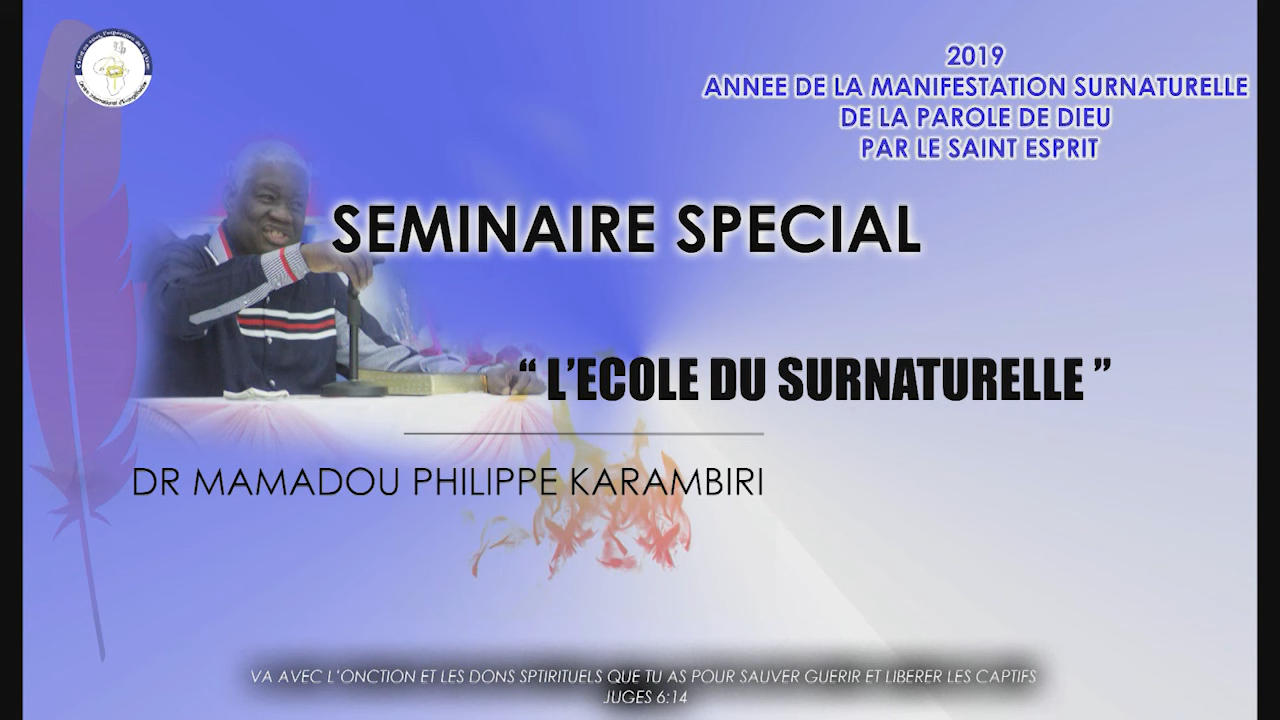 2019
ANNEE DE LA MANIFESTATION SURNATURELLE
DE LA PAROLE DE DIEU
PAR LE SAINT ESPRIT
SEMINAIRE SPECIAL
“ L’ECOLE DU SURNATURELLE ”
DR MAMADOU PHILIPPE KARAMBIRI
VA AVEC L’ONCTION ET LES DONS SPTIRITUELS QUE TU AS POUR SAUVER GUERIR ET LIBERER LES CAPTIFS
JUGES 6:14